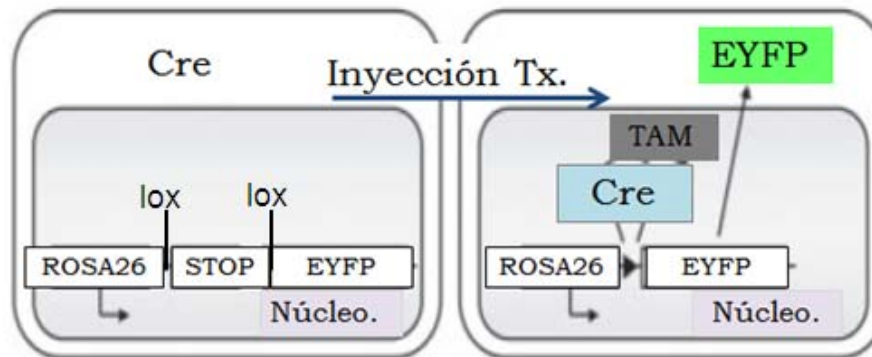 Cre
Inyección Tx.
EYFP
TAM
Cre
lox
lox
ROSA26
STOP
EYFP
Núcleo.
ROSA26
EYFP
Núcleo.